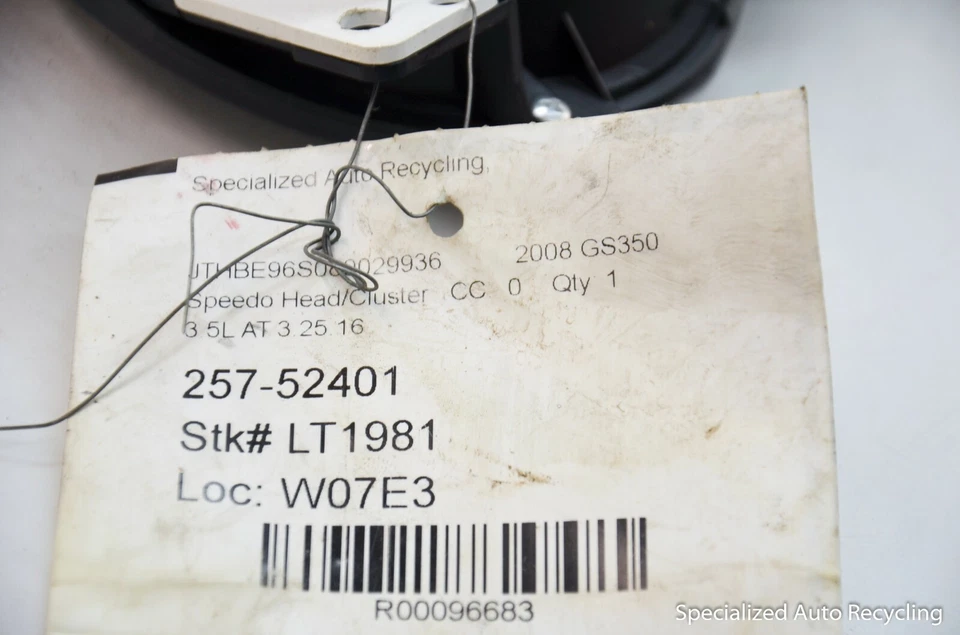 Specialized Auto Recycling,
2008 GS350
Speedo Head/Cluster CC 0 Qty 1
3 5L AT 3.25.16
257-52401
Stk# LT1981
Loc: W07E3
R00096683
Specialized Auto Recycling